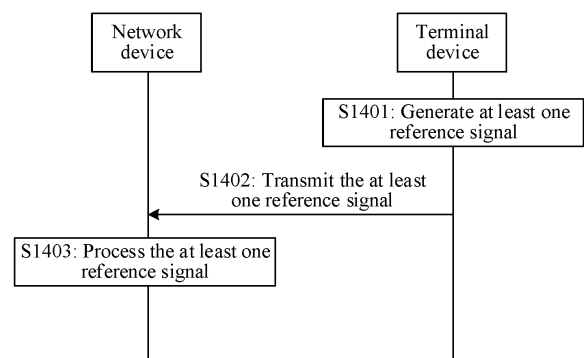 Network
device
Terminal
device
S1401: Generate at least one
reference signal
S1402: Transmit the at least
one reference signal
S1403: Process the at least one
reference signal